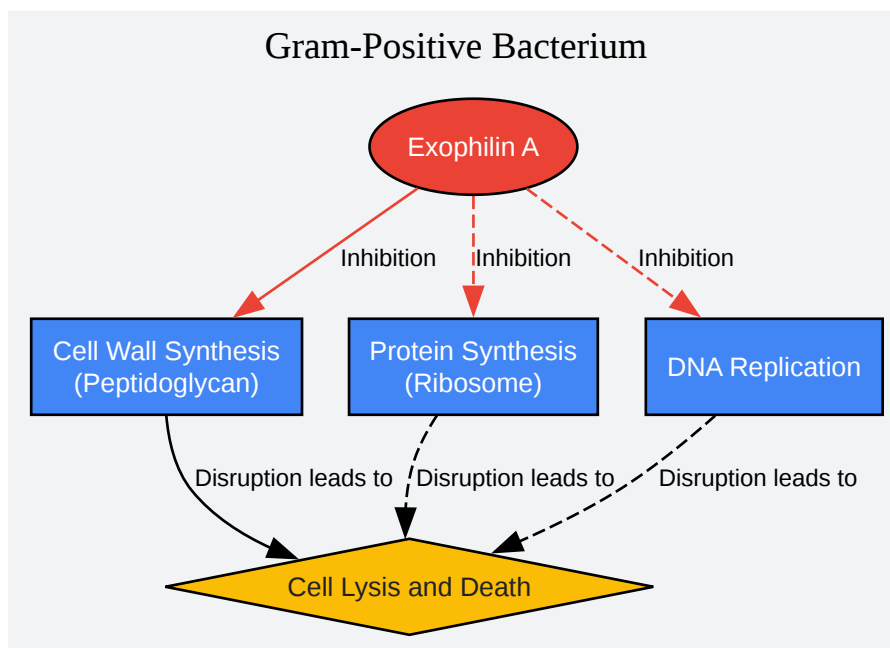 Gram-Positive Bacterium
Exophilin A
Inhibition
Inhibition
Inhibition
Cell Wall Synthesis
(Peptidoglycan)
Protein Synthesis
(Ribosome)
DNA Replication
Disruption leads to
Disruption leads to
Disruption leads to
Cell Lysis and Death